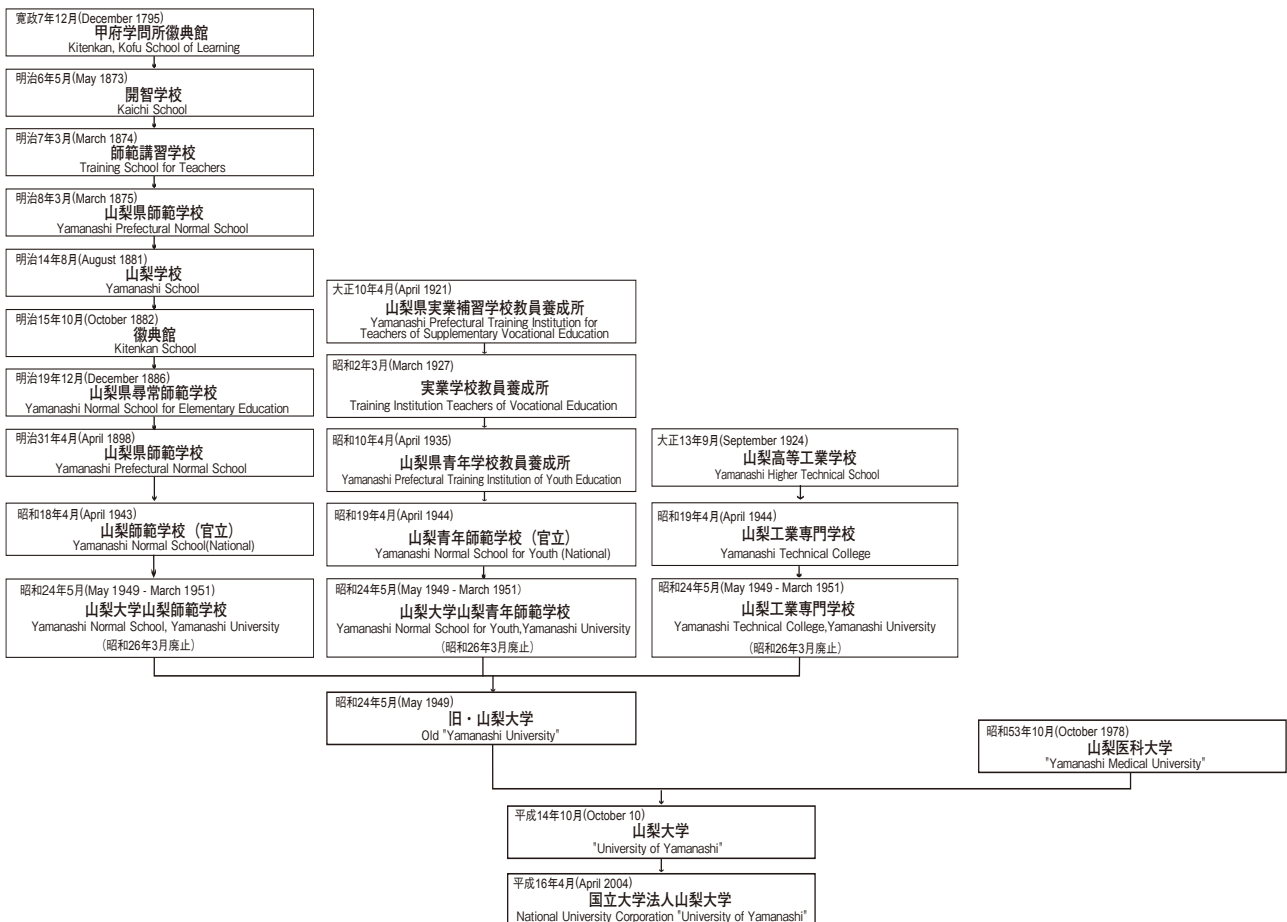 寛政7年12月(December 1795)
甲府学問所徽典館
Kitenkan, Kofu School of Learning
明治6年5月(May 1873)
開智学校
Kaichi School
明治7年3月(March 1874)
師範講習学校
Training School for Teachers
明治8年3月(March 1875)
山梨県師範学校
Yamanashi Prefectural Normal School
明治14年8月(August 1881)
山梨学校
Yamanashi School
明治15年10月(October 1882)
徽典館
Kitenkan School
明治19年12月(December 1886)
山梨県尋常師範学校
Yamanashi Normal School for Elementary Education
明治31年4月(April 1898)
山梨県師範学校
Yamanashi Prefectural Normal School
昭和18年4月(April 1943)
山梨師範学校（官立）
Yamanashi Normal School(National)
昭和24年5月(May 1949 - March 1951)
山梨大学山梨師範学校
Yamanashi Normal School, Yamanashi University
（昭和26年3月廃止）
大正10年4月(April 1921)
山梨県実業補習学校教員養成所
Yamanashi Prefectural Training Institution for
Teachers of Supplementary Vocational Education
昭和2年3月(March 1927)
実業学校教員養成所
Training Institution Teachers of Vocational Education
昭和10年4月(April 1935)
山梨県青年学校教員養成所
Yamanashi Prefectural Training Institution of Youth Education
昭和19年4月(April 1944)
山梨青年師範学校（官立）
Yamanashi Normal School for Youth (National)
昭和24年5月(May 1949 - March 1951)
山梨大学山梨青年師範学校
Yamanashi Normal School for Youth,Yamanashi University
（昭和26年3月廃止）
大正13年9月(September 1924)
山梨高等工業学校
Yamanashi Higher Technical School
昭和19年4月(April 1944)
山梨工業専門学校
Yamanashi Technical College
昭和24年5月(May 1949 - March 1951)
山梨工業専門学校
Yamanashi Technical College,Yamanashi University
（昭和26年3月廃止）
昭和24年5月(May 1949)
旧・山梨大学
Old "Yamanashi University"
昭和53年10月(October 1978)
山梨医科大学
"Yamanashi Medical University"
平成14年10月(October 10)
山梨大学
"University of Yamanashi"
平成16年4月(April 2004)
国立大学法人山梨大学
National University Corporation "University of Yamanashi"